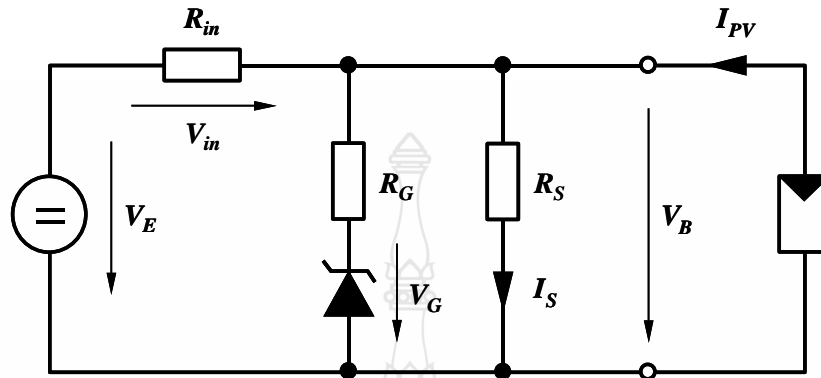 R_in
I_PV
V_in
R_G
R_S
V_E
V_B
V_G
I_S